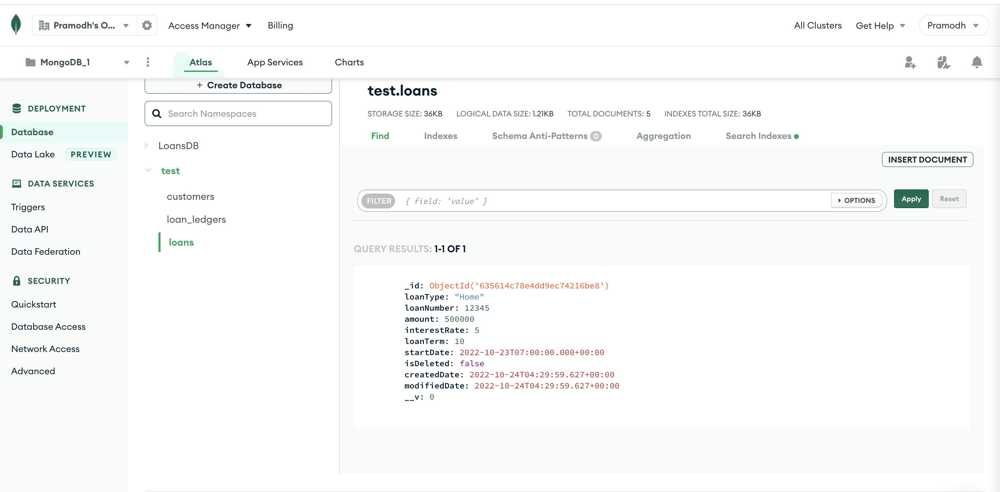 Pramodh's O...
Access Manager
Billing
All Clusters
Get Help
Pramodh
MongoDB_1
Atlas
App Services
Charts
DEPLOYMENT
Database
Data Lake PREVIEW
DATA SERVICES
Triggers
Data API
Data Federation
SECURITY
Quickstart
Database Access
Network Access
Advanced
+ Create Database
Search Namespaces
LoansDB
test
customers
loan_ledgers
loans
test.loans
STORAGE SIZE: 36KB LOGICAL DATA SIZE: 1.21KB TOTAL DOCUMENTS: 5 INDEXES TOTAL SIZE: 36KB
Find Indexes Schema Anti-Patterns 0 Aggregation Search Indexes
INSERT DOCUMENT
FILTER { field: 'value' } OPTIONS Apply Reset
QUERY RESULTS: 1-1 OF 1
_id: ObjectId('635614c78e4dd9ec74216be8')
loanType: "Home"
loanNumber: 12345
amount: 500000
interestRate: 5
loanTerm: 10
startDate: 2022-10-23T07:00:00.000+00:00
isDeleted: false
createdDate: 2022-10-24T04:29:59.627+00:00
modifiedDate: 2022-10-24T04:29:59.627+00:00
__v: 0